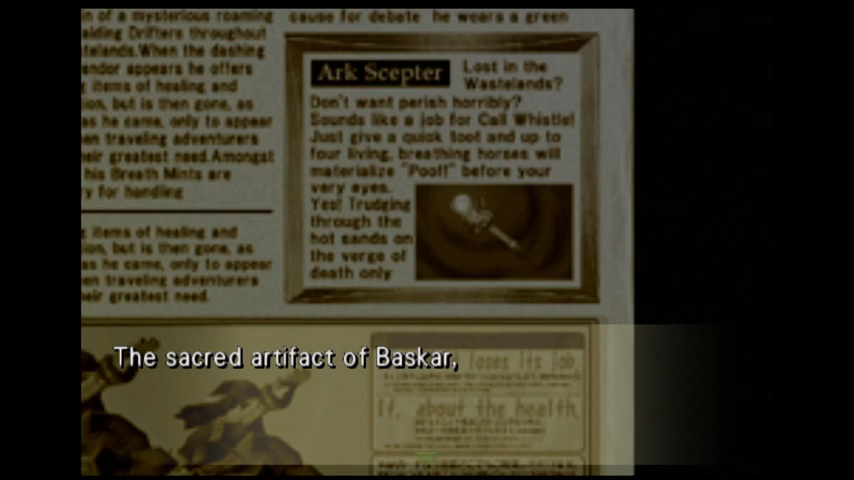 in of a mysterious roaming
aiding Drifters throughout
telands.When the dashing
endor appears he offers
g items of healing and
ion, but is then gone, as
as he came, only to appear
en traveling adventurers
heir greatest need.Amongst
his Breath Mints are
ry for handling
g items of healing and
ion, but is then gone, as
as he came, only to appear
en traveling adventurers
heir greatest need.
cause for debate he wears a green
Ark Scepter
Lost in the
Wastelands?
Don't want perish horribly?
Sounds like a job for Call Whistle!
Just give a quick toot and up to
four living, breathing horses will
materialize "Poof!" before your
very eyes.
Yes! Trudging
through the
hot sands on
the verge of
death only
loses its job
If, about the health,
The sacred artifact of Baskar,